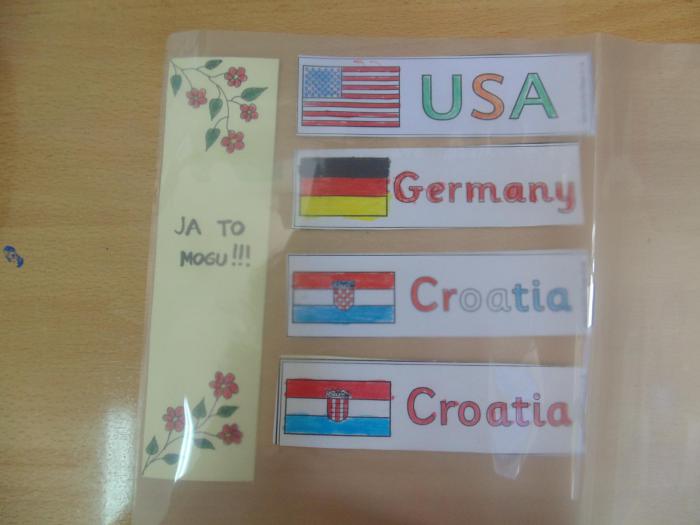 JA TO
MOGU!!!
USA
Germany
Croatia
Croatia